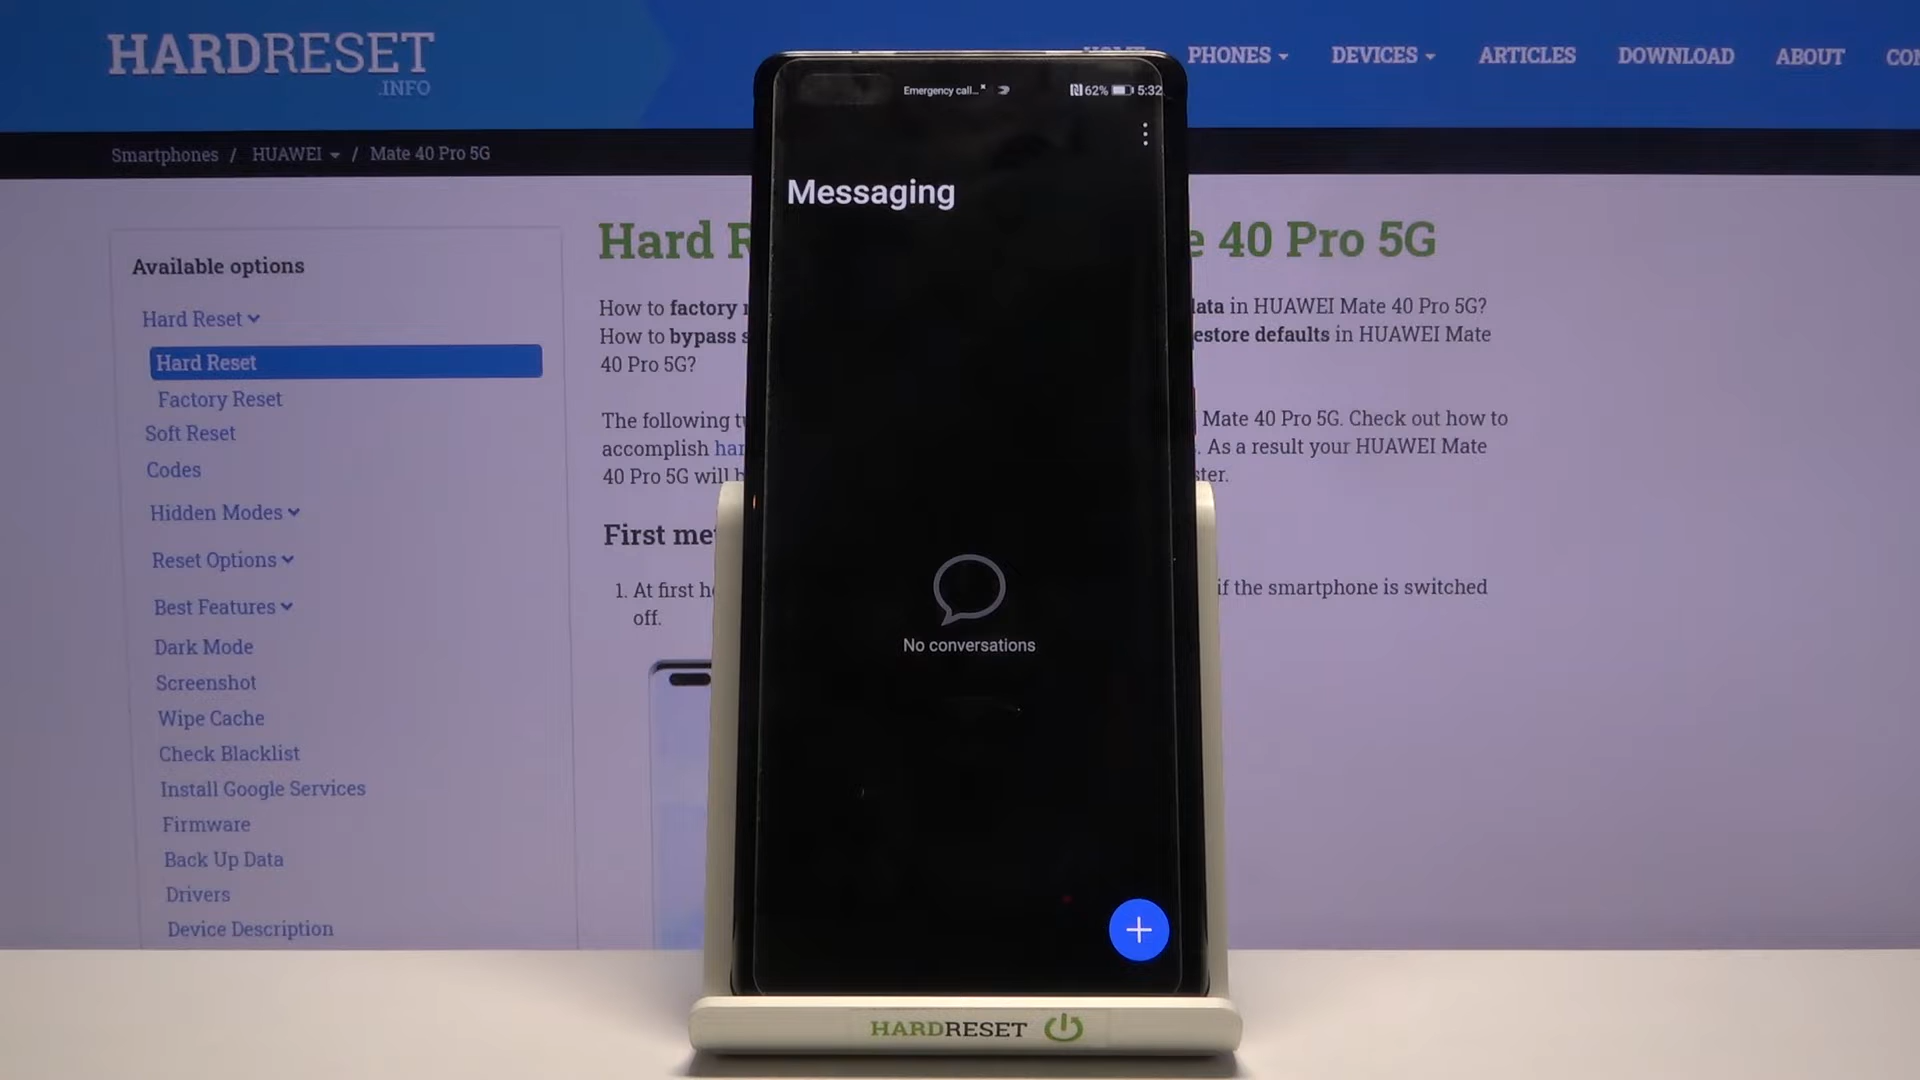 HARDRESET
.INFO
PHONES
DEVICES
ARTICLES
DOWNLOAD
ABOUT
Smartphones / HUAWEI / Mate 40 Pro 5G
Available options
Hard Reset
Hard Reset
Factory Reset
Soft Reset
Codes
Hidden Modes
Reset Options
Best Features
Dark Mode
Screenshot
Wipe Cache
Check Blacklist
Install Google Services
Firmware
Back Up Data
Drivers
Device Description
Hard R
e 40 Pro 5G
How to factory
in HUAWEI Mate 40 Pro 5G?
How to bypass s
estore defaults in HUAWEI Mate
40 Pro 5G?
The following
Mate 40 Pro 5G. Check out how to
accomplish har
. As a result your HUAWEI Mate
40 Pro 5G will
ster.
First me
1. At first h
if the smartphone is switched
off.
Emergency call...
62% 5:32
Messaging
No conversations
HARDRESET